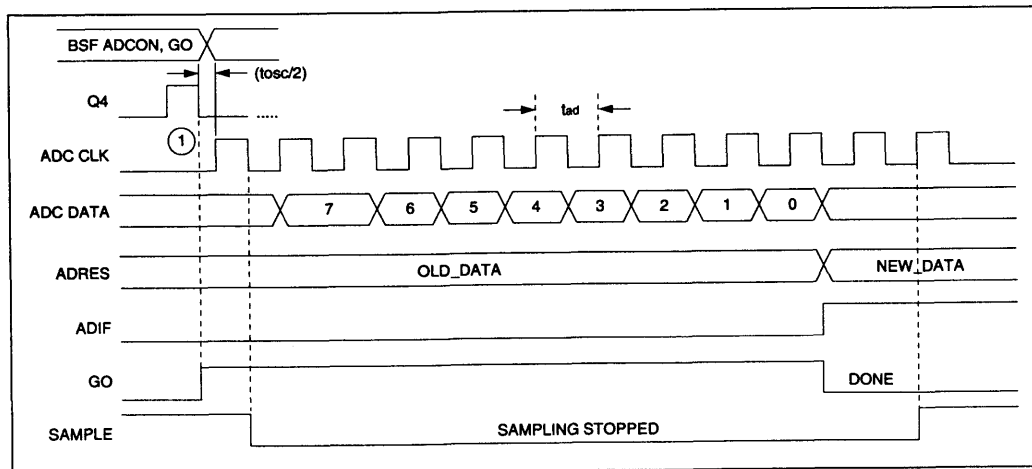 BSF ADCON, GO
(tosc/2)
Q4
.....
tad
1
ADC CLK
ADC DATA
7 6 5 4 3 2 1 0
ADRES
OLD_DATA
NEW_DATA
ADIF
GO
DONE
SAMPLE
SAMPLING STOPPED